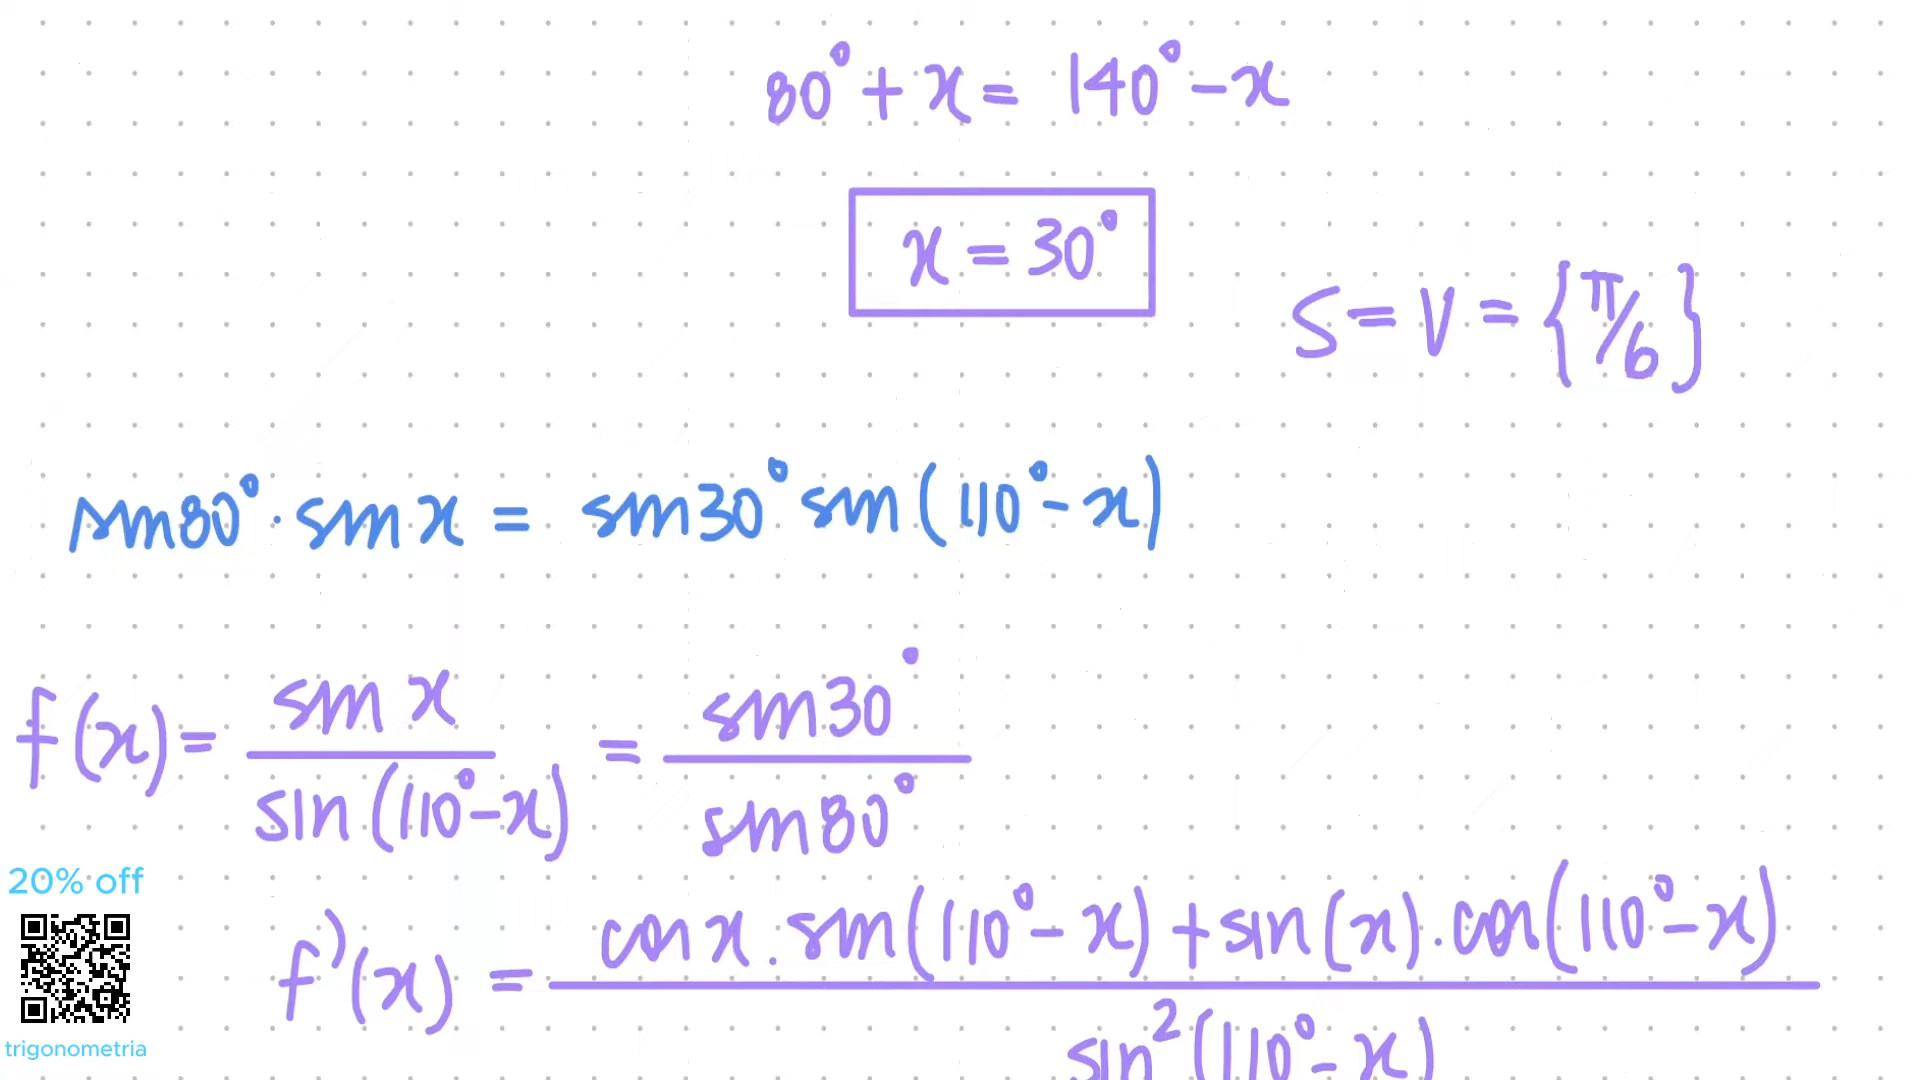 80° + x = 140° - x
x = 30°
S = V = {π/6}
sin80° · sin x = sin30° sin(110° - x)
f(x) = sin x / sin(110° - x) = sin30° / sin80°
20% off
f'(x) = cos x . sin(110° - x) + sin(x) . cos(110° - x) / sin²(110° - x)
trigonometria